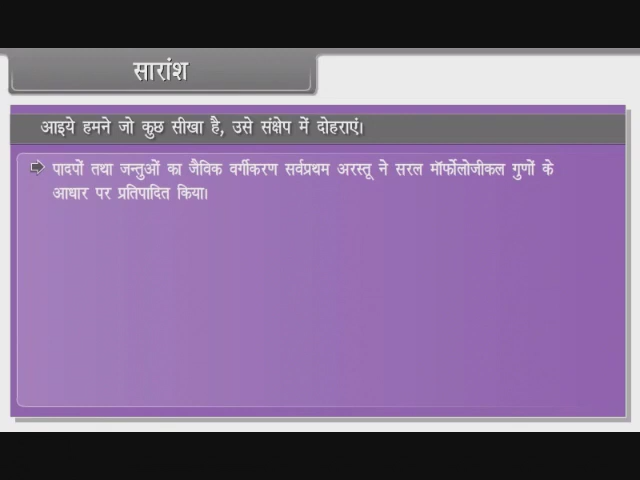 सारांश
आइये हमने जो कुछ सीखा है, उसे संक्षेप में दोहराएं।
पादपों तथा जन्तुओं का जैविक वर्गीकरण सर्वप्रथम अरस्तू ने सरल मॉर्फोलोजीकल गुणों के
आधार पर प्रतिपादित किया।